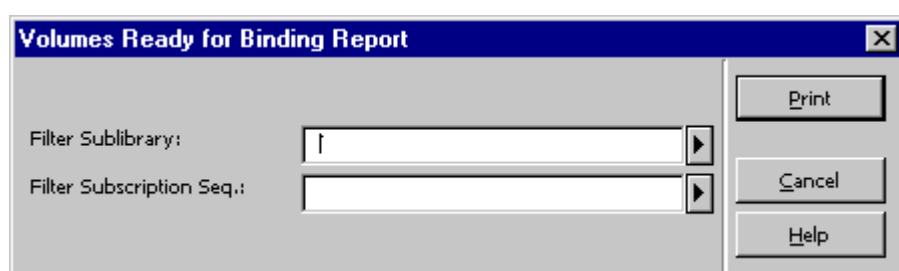 Volumes Ready for Binding Report
Print
Filter Sublibrary:
Filter Subscription Seq.:
Cancel
Help